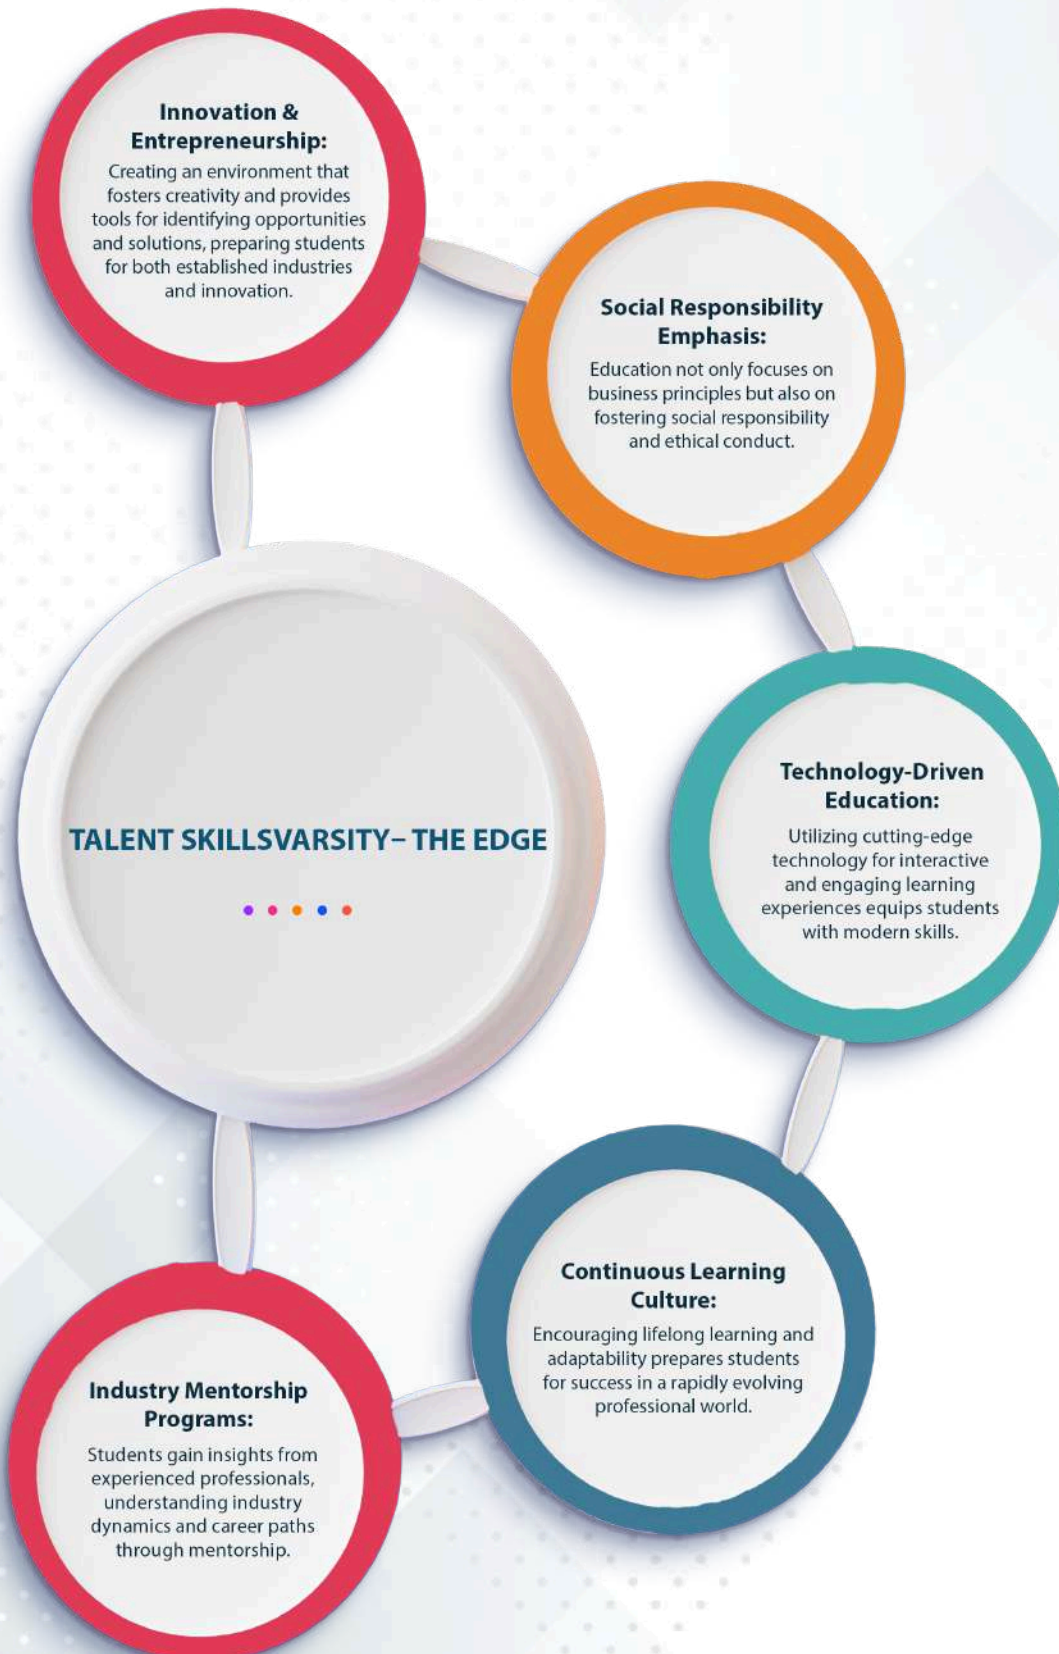 Innovation &
Entrepreneurship:
Creating an environment that
fosters creativity and provides
tools for identifying opportunities
and solutions, preparing students
for both established industries
and innovation.
Social Responsibility
Emphasis:
Education not only focuses on
business principles but also on
fostering social responsibility
and ethical conduct.
TALENT SKILLSVARSITY– THE EDGE
Technology-Driven
Education:
Utilizing cutting-edge
technology for interactive
and engaging learning
experiences equips students
with modern skills.
Continuous Learning
Culture:
Encouraging lifelong learning and
adaptability prepares students
for success in a rapidly evolving
professional world.
Industry Mentorship
Programs:
Students gain insights from
experienced professionals,
understanding industry
dynamics and career paths
through mentorship.